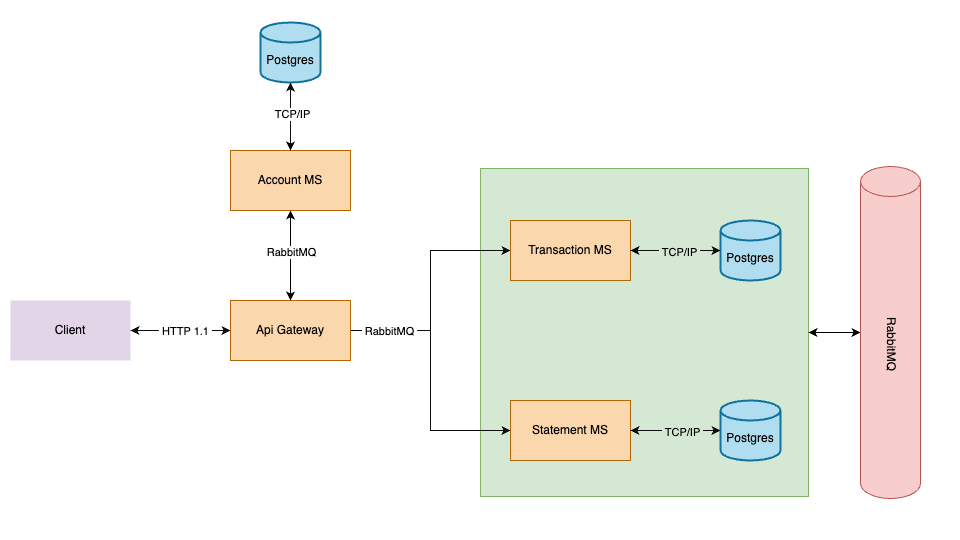 Postgres
TCP/IP
Account MS
RabbitMQ
Client
HTTP 1.1
Api Gateway
RabbitMQ
Transaction MS
TCP/IP
Postgres
Statement MS
TCP/IP
Postgres
RabbitMQ